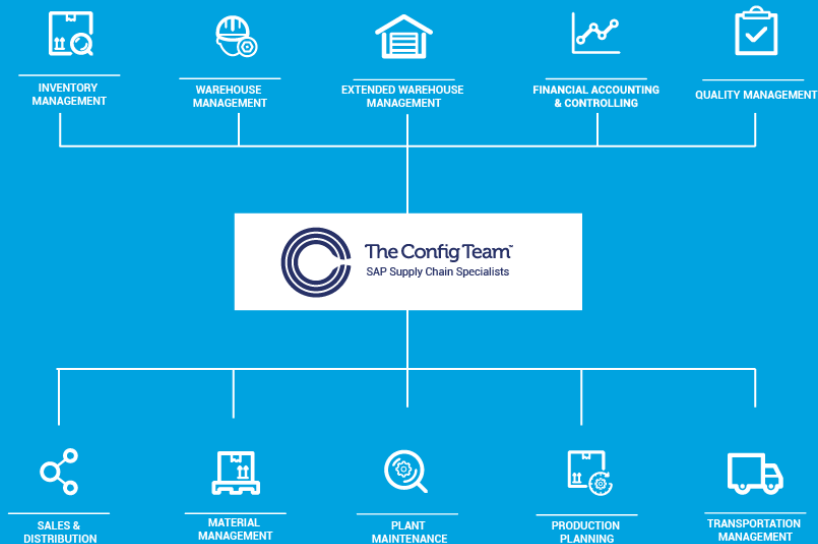 INVENTORY
MANAGEMENT
WAREHOUSE
MANAGEMENT
EXTENDED WAREHOUSE
MANAGEMENT
FINANCIAL ACCOUNTING
& CONTROLLING
QUALITY MANAGEMENT
The Config Team™
SAP Supply Chain Specialists
SALES &
DISTRIBUTION
MATERIAL
MANAGEMENT
PLANT
MAINTENANCE
PRODUCTION
PLANNING
TRANSPORTATION
MANAGEMENT